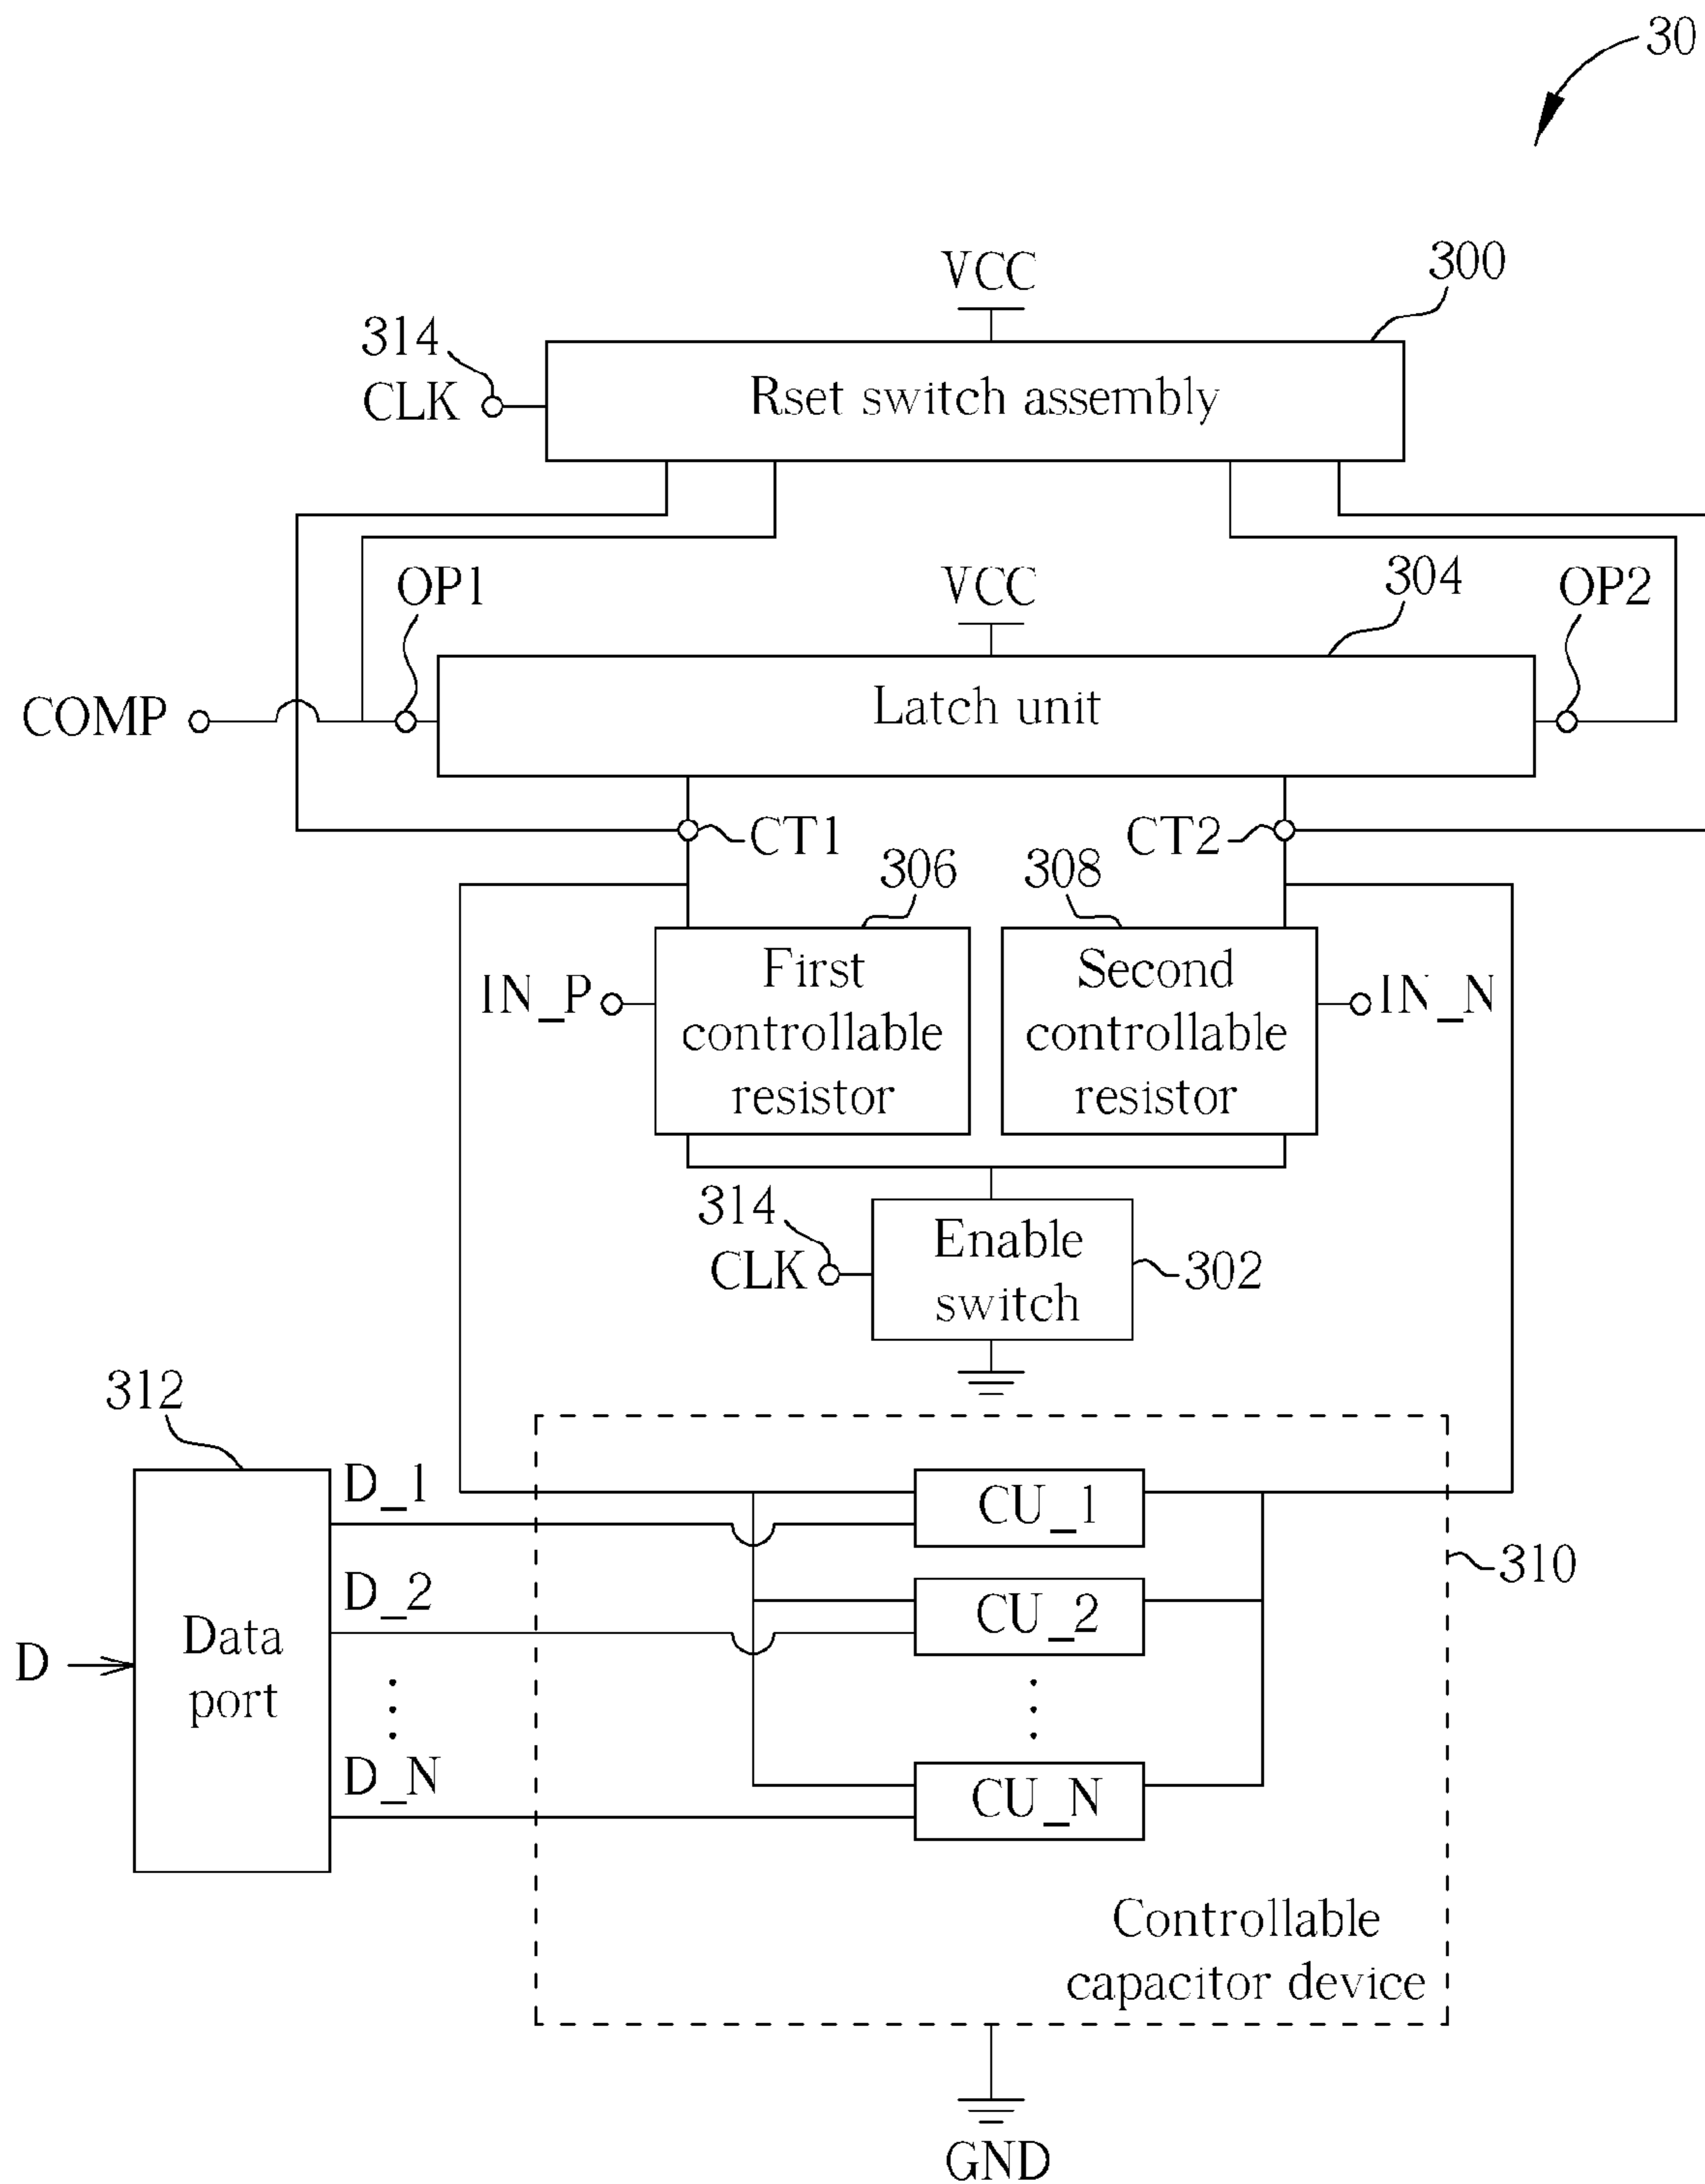 30
VCC
300
314
CLK
Rset switch assembly
OP1
VCC
304
OP2
COMP
Latch unit
CT1
CT2
306
308
IN_P
First
controllable
resistor
Second
controllable
resistor
IN_N
314
CLK
Enable
switch
302
312
D_1
CU_1
310
D_2
CU_2
D
Data
port
D_N
CU_N
Controllable
capacitor device
GND